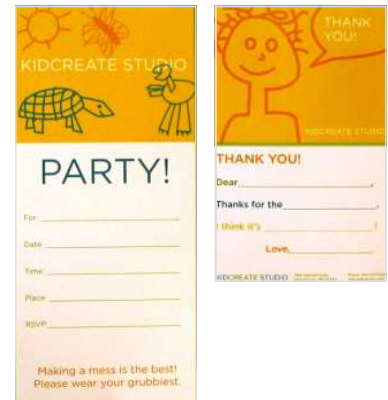 KIDCREATE STUDIO
PARTY!
For:
Date:
Time:
Place:
RSVP:
Making a mess is the best!
Please wear your grubbiest.
THANK
YOU!
KIDCREATE STUDIO
THANK YOU!
Dear
Thanks for the
I think it's !
Love,
KIDCREATE STUDIO